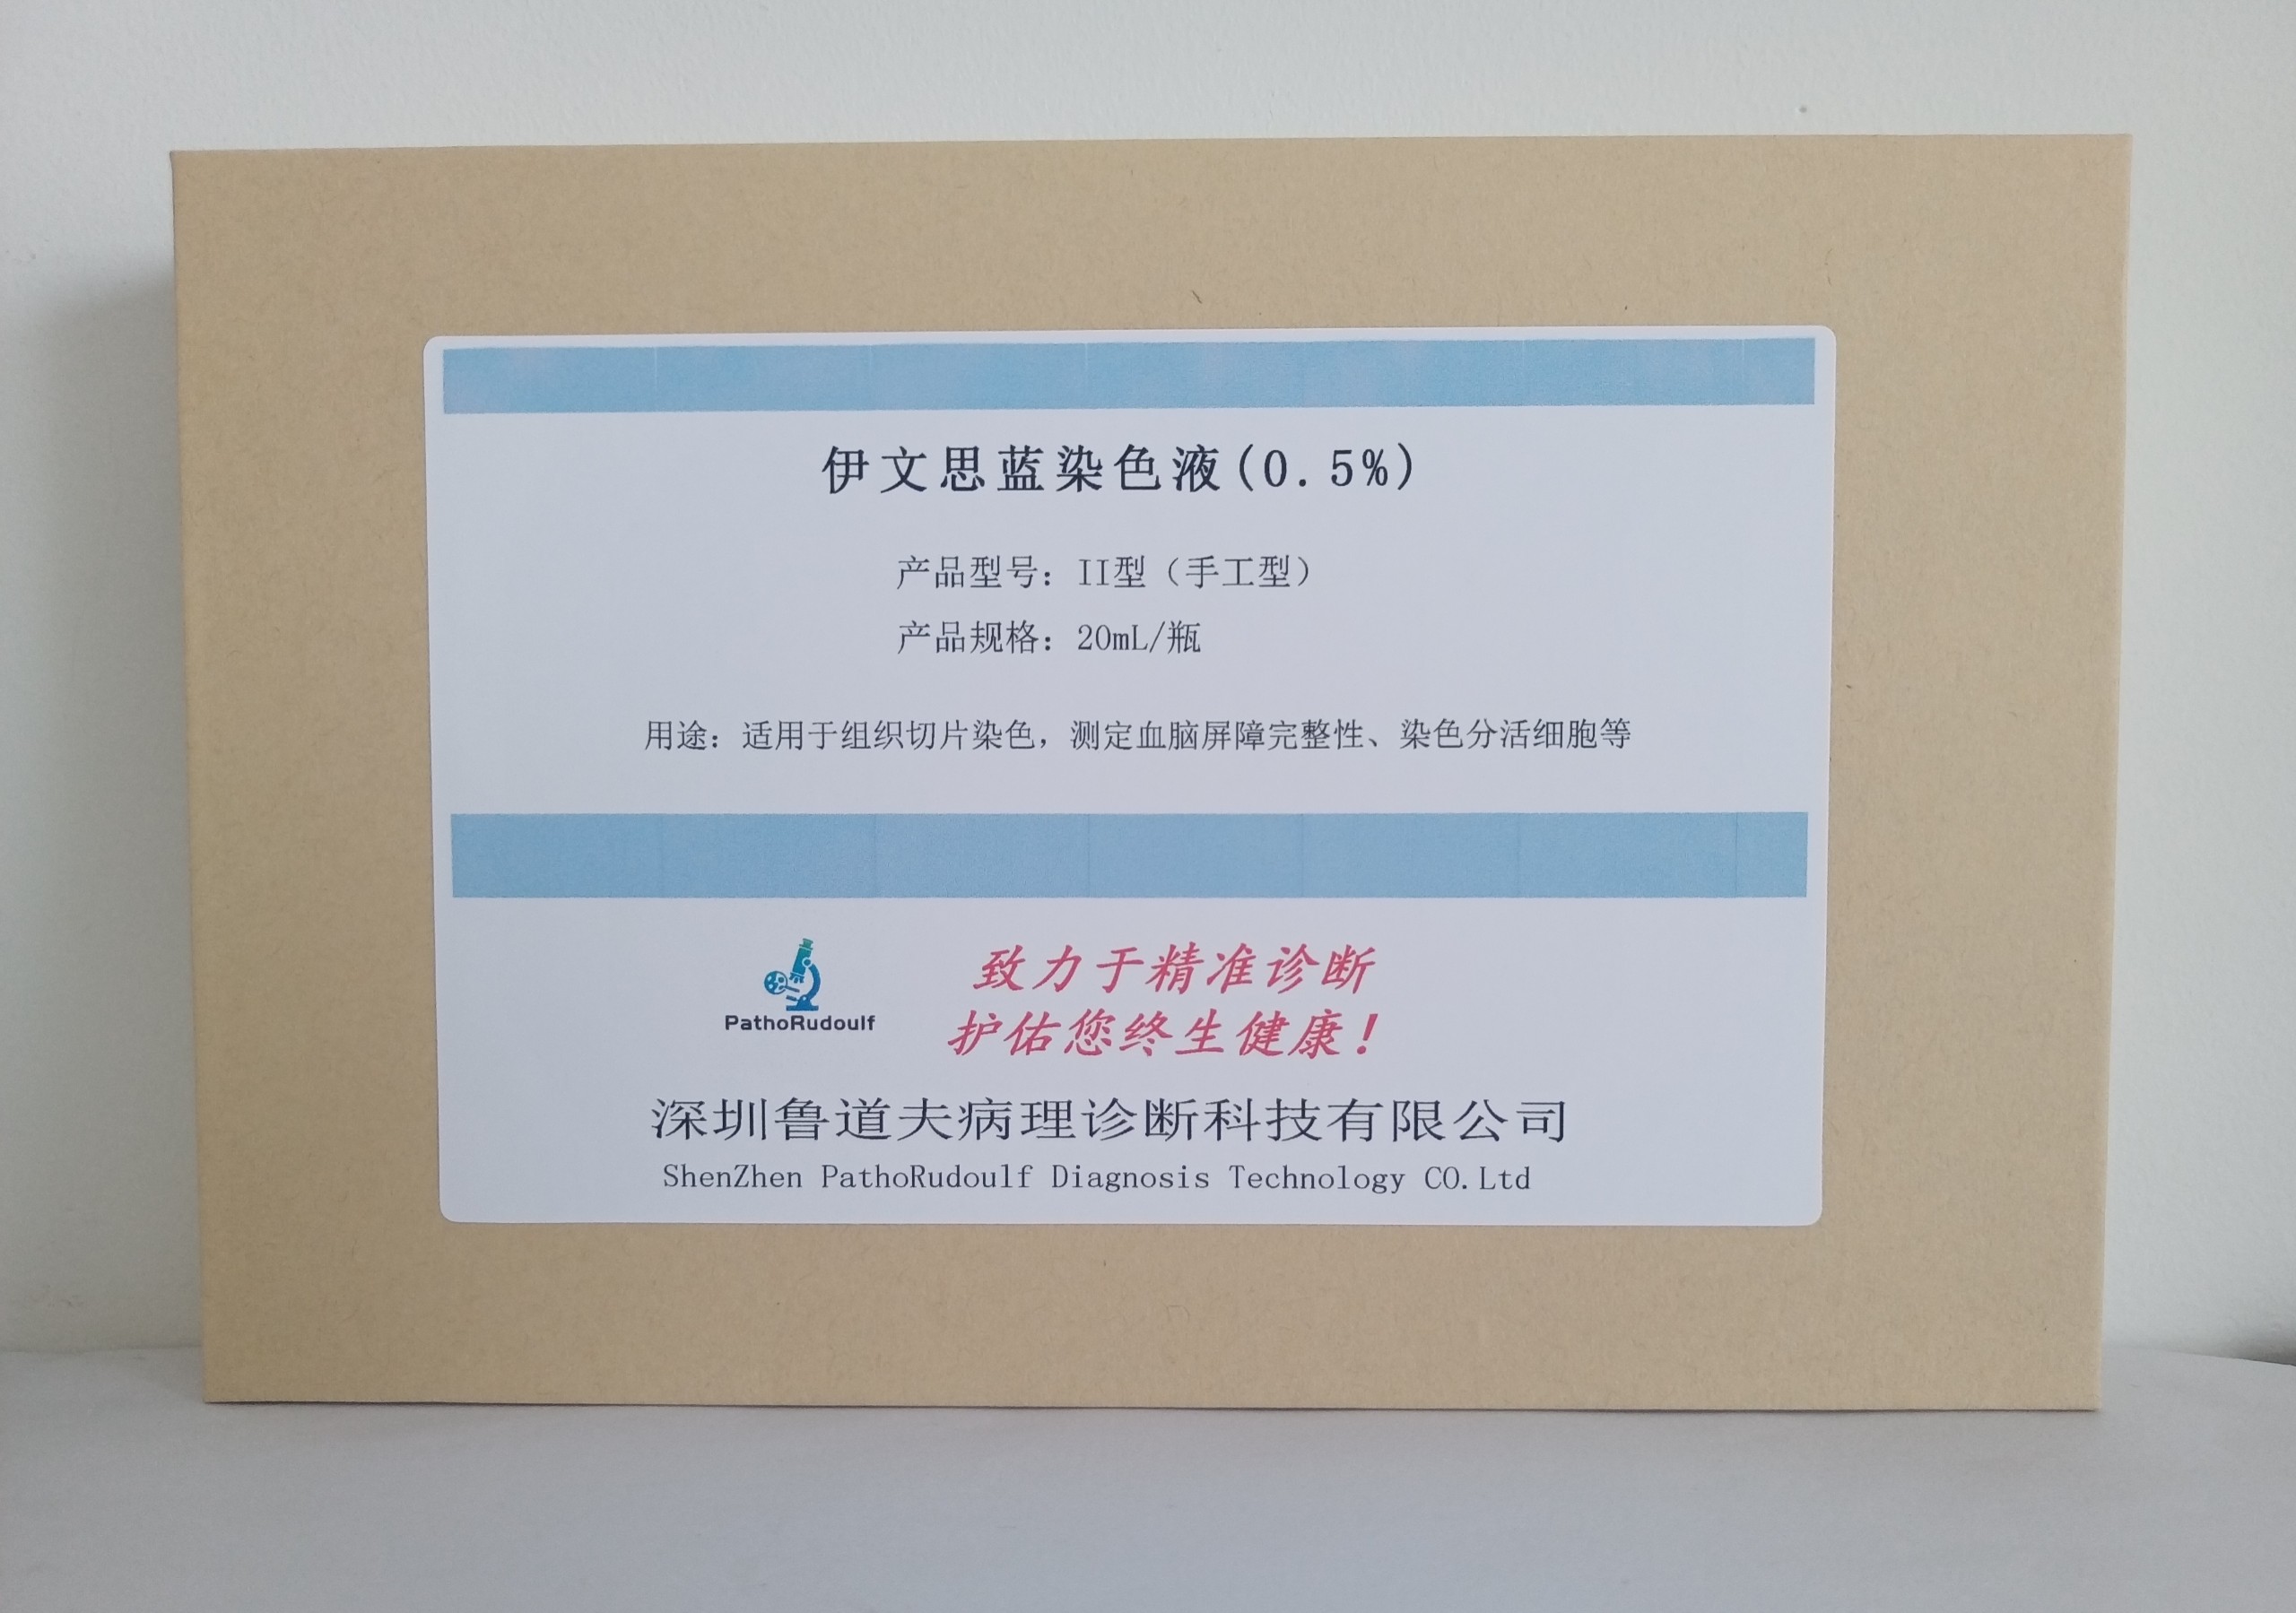 伊文思蓝染色液(0.5%)
产品型号：II型（手工型）
产品规格：20mL/瓶
用途：适用于组织切片染色，测定血脑屏障完整性、染色分活细胞等
致力于精准诊断
护佑您终生健康！
PathoRudoulf
深圳鲁道夫病理诊断科技有限公司
ShenZhen PathoRudoulf Diagnosis Technology CO.Ltd